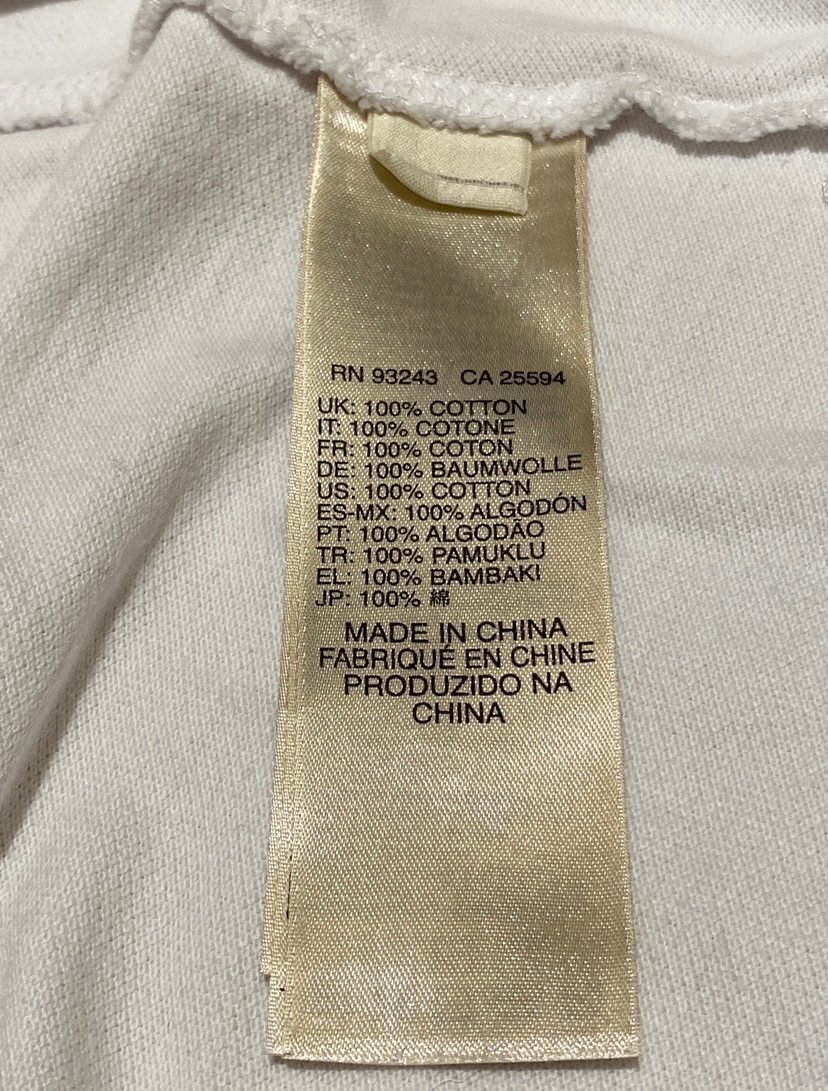 RN 93243 CA 25594
UK: 100% COTTON
IT: 100% COTONE
FR: 100% COTON
DE: 100% BAUMWOLLE
US: 100% COTTON
ES-MX: 100% ALGODÓN
PT: 100% ALGODÃO
TR: 100% PAMUKLU
EL: 100% BAMBAKI
JP: 100% 綿
MADE IN CHINA
FABRIQUÉ EN CHINE
PRODUZIDO NA
CHINA